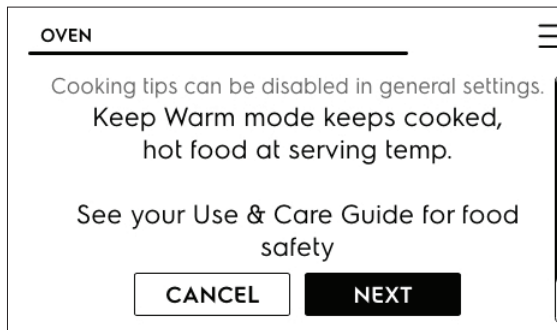 OVEN
Cooking tips can be disabled in general settings.
Keep Warm mode keeps cooked,
hot food at serving temp.
See your Use & Care Guide for food
safety
CANCEL NEXT